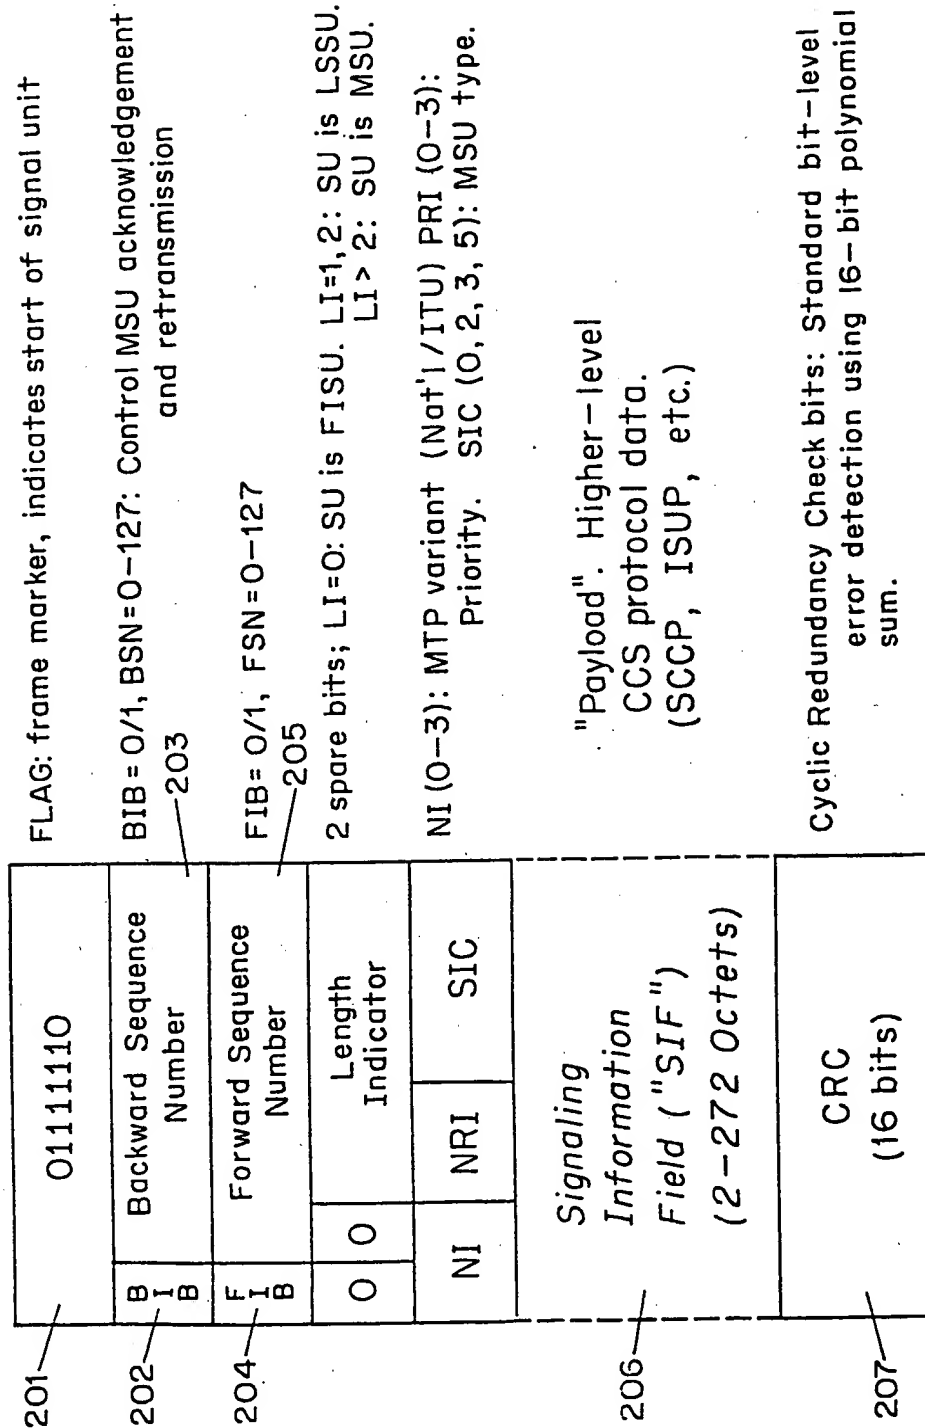 201
01111110
FLAG: frame marker, indicates start of signal unit
202
BIB
Backward Sequence
Number
203
BIB = 0/1, BSN = 0-127: Control MSU acknowledgement
and retransmission
204
FIB
Forward Sequence
Number
205
FIB = 0/1, FSN = 0-127
0 0
Length
Indicator
2 spare bits; LI = 0: SU is FISU. LI = 1, 2: SU is LSSU.
LI > 2: SU is MSU.
NI
NRI
SIC
NI (0-3): MTP variant (Nat'l / ITU) PRI (0-3):
Priority. SIC (0, 2, 3, 5): MSU type.
206
Signaling
Information
Field ("SIF")
(2-272 Octets)
"Payload". Higher-level
CCS protocol data.
(SCCP, ISUP, etc.)
207
CRC
(16 bits)
Cyclic Redundancy Check bits: Standard bit-level
error detection using 16-bit polynomial
sum.